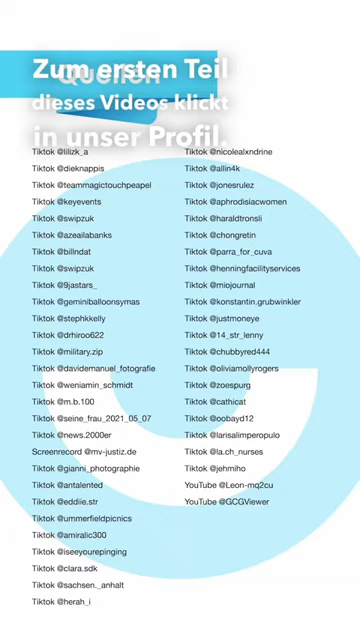 Quellen
Zum ersten Teil
dieses Videos klickt
in unser Profil.
Tiktok @lilizk_a
Tiktok @dieknappis
Tiktok @teammagictouchpeapel
Tiktok @keyevents
Tiktok @swipzuk
Tiktok @azeailabanks
Tiktok @billndat
Tiktok @swipzuk
Tiktok @9jastars_
Tiktok @geminiballoonsymas
Tiktok @stephkelly
Tiktok @drhiroo622
Tiktok @military.zip
Tiktok @davidemanuel_fotografie
Tiktok @weniamin_schmidt
Tiktok @m.b.100
Tiktok @seine_frau_2021_05_07
Tiktok @news.2000er
Screenrecord @mv-justiz.de
Tiktok @gianni_photographie
Tiktok @antalented
Tiktok @eddiie.str
Tiktok @ummerfieldpicnics
Tiktok @amiralic300
Tiktok @iseeyourepinging
Tiktok @clara.sdk
Tiktok @sachsen._anhalt
Tiktok @herah_i
Tiktok @nicolealxndrine
Tiktok @allin4k
Tiktok @jonesrulez
Tiktok @aphrodisiacwomen
Tiktok @haraldtronsli
Tiktok @chongretin
Tiktok @parra_for_cuva
Tiktok @henningfacilityservices
Tiktok @miojournal
Tiktok @konstantin.grubwinkler
Tiktok @justmoneye
Tiktok @14_str_lenny
Tiktok @chubbyred444
Tiktok @oliviamollyrogers
Tiktok @zoespurg
Tiktok @cathicat
Tiktok @oobayd12
Tiktok @larisalimperopulo
Tiktok @la.ch_nurses
Tiktok @jehmiho
YouTube @Leon-mq2cu
YouTube @GCGViewer